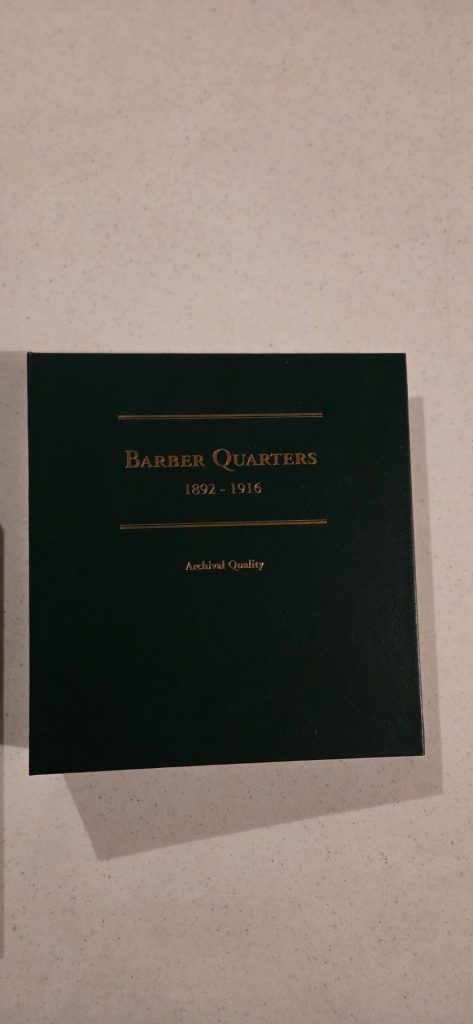 BARBER QUARTERS
1892 - 1916
Archival Quality